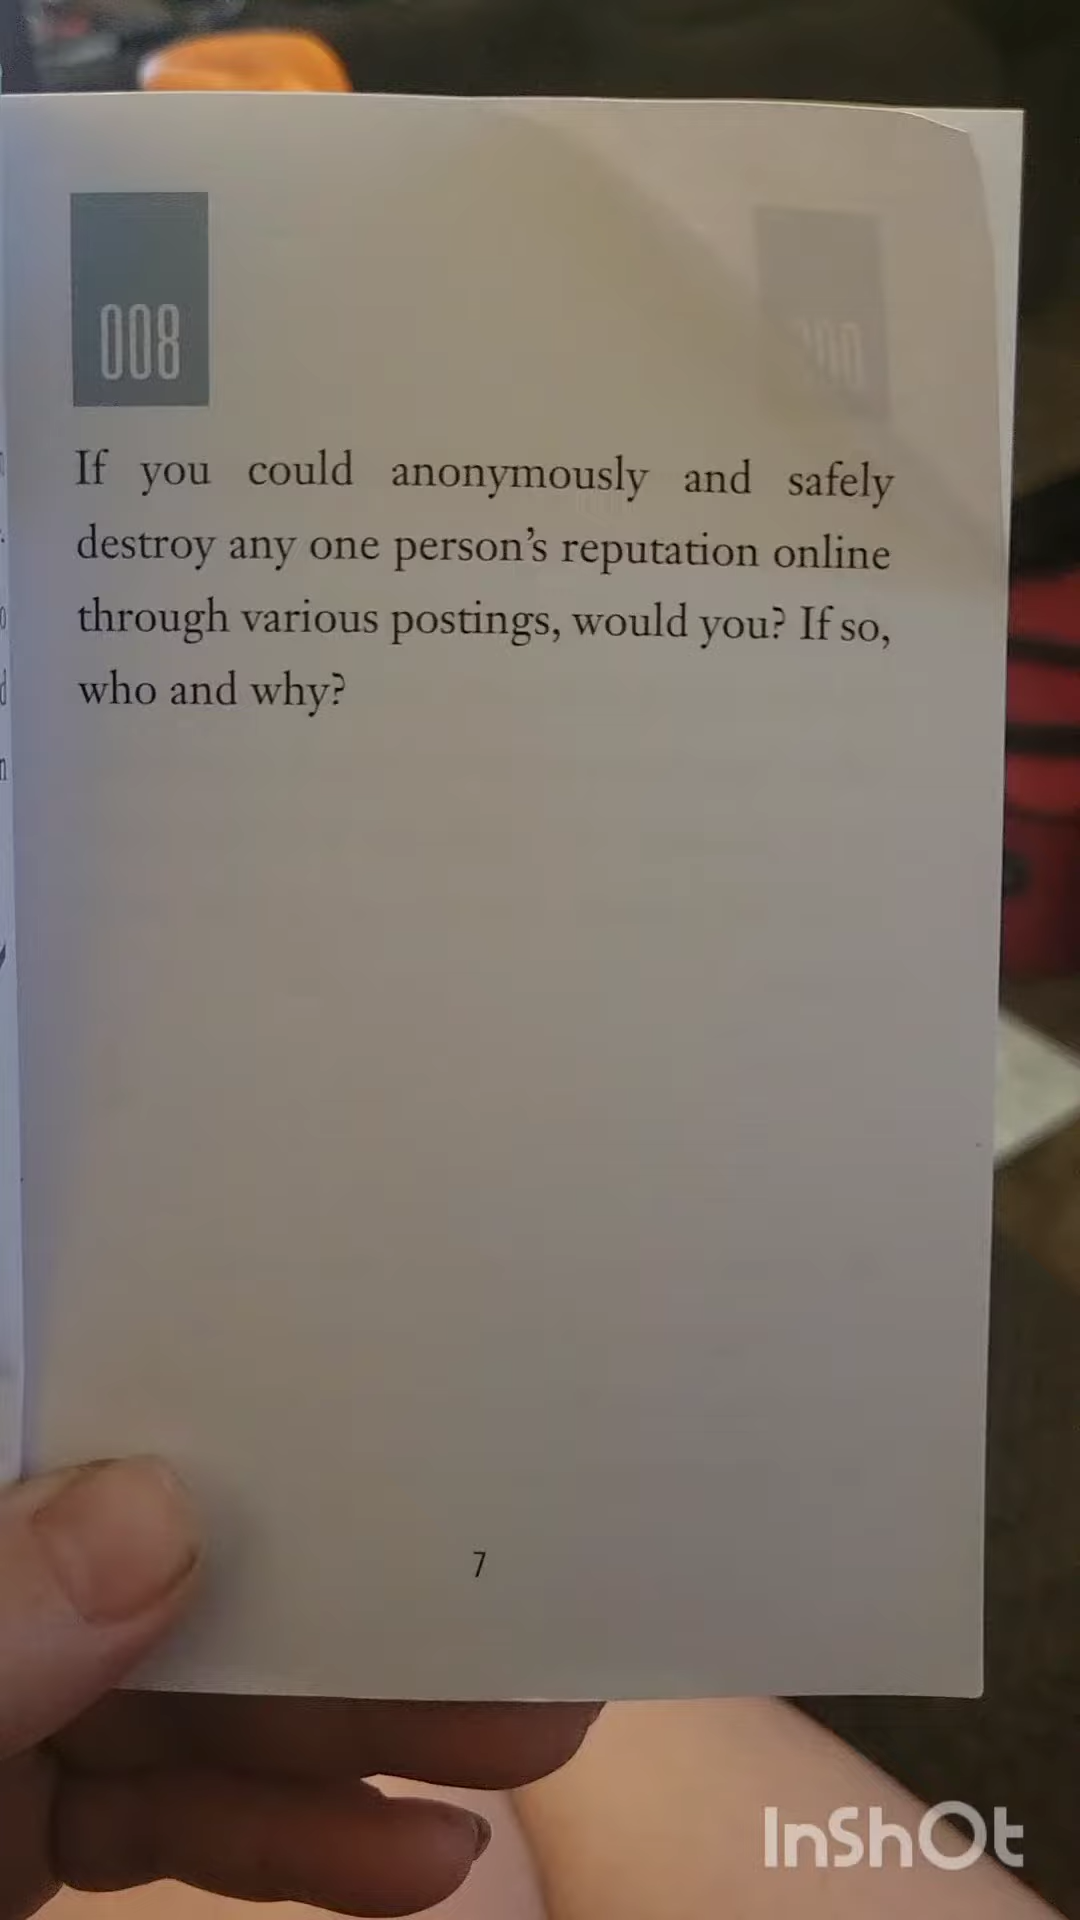 008
If you could anonymously and safely
destroy any one person's reputation online
through various postings, would you? If so,
who and why?
7
InShOt